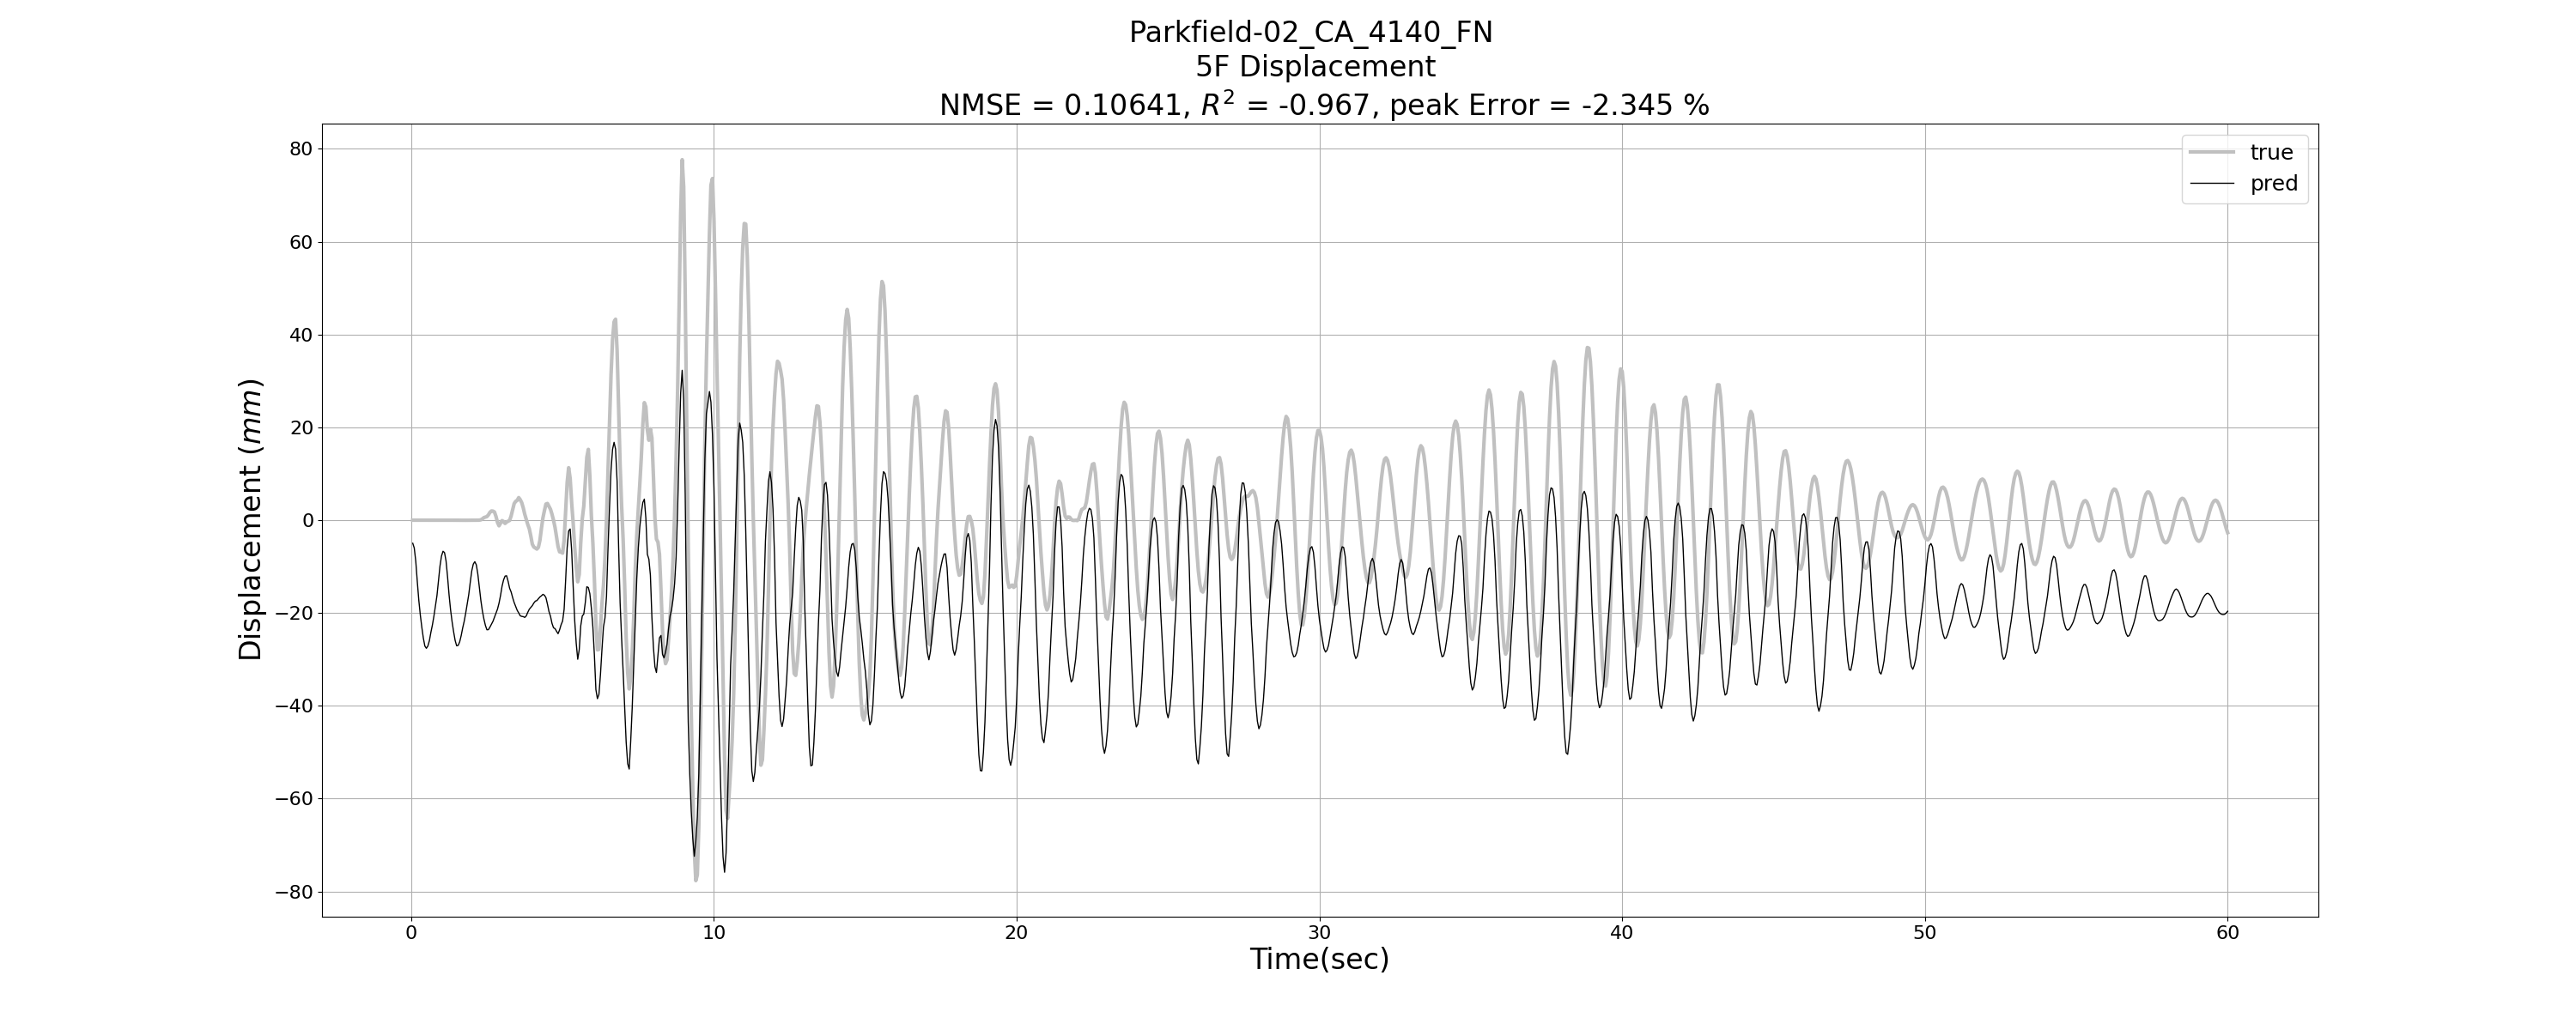 Parkfield-02_CA_4140_FN
5F Displacement
NMSE = 0.10641, R² = -0.967, peak Error = -2.345 %
true
pred
80
60
40
20
0
−20
−40
−60
−80
Displacement (mm)
0 10 20 30 40 50 60
Time(sec)